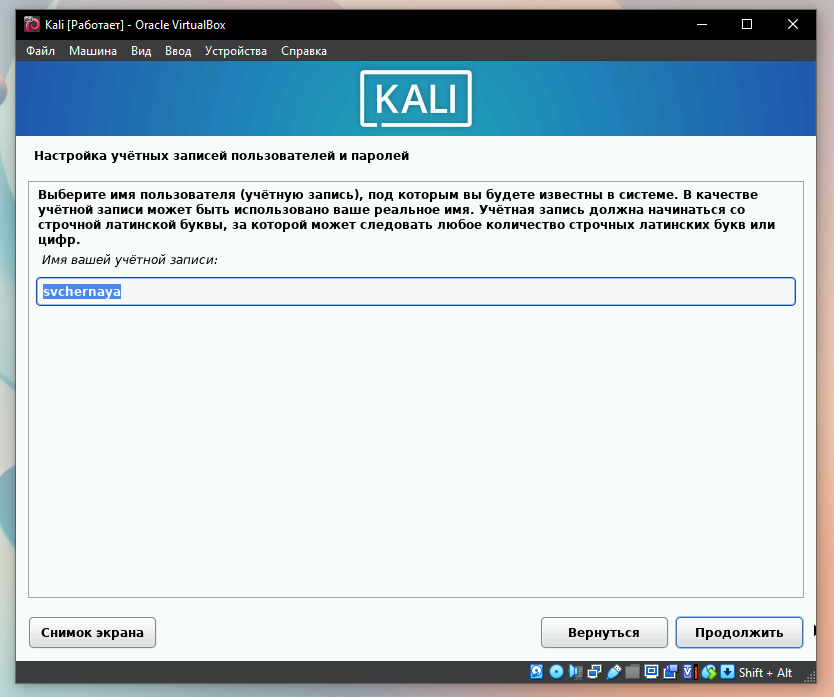 Kali [Работает] - Oracle VirtualBox
Файл Машина Вид Ввод Устройства Справка
KALI
Настройка учётных записей пользователей и паролей
Выберите имя пользователя (учётную запись), под которым вы будете известны в системе. В качестве
учётной записи может быть использовано ваше реальное имя. Учётная запись должна начинаться со
строчной латинской буквы, за которой может следовать любое количество строчных латинских букв или
цифр.
Имя вашей учётной записи:
svchernaya
Снимок экрана Вернуться Продолжить
Shift + Alt